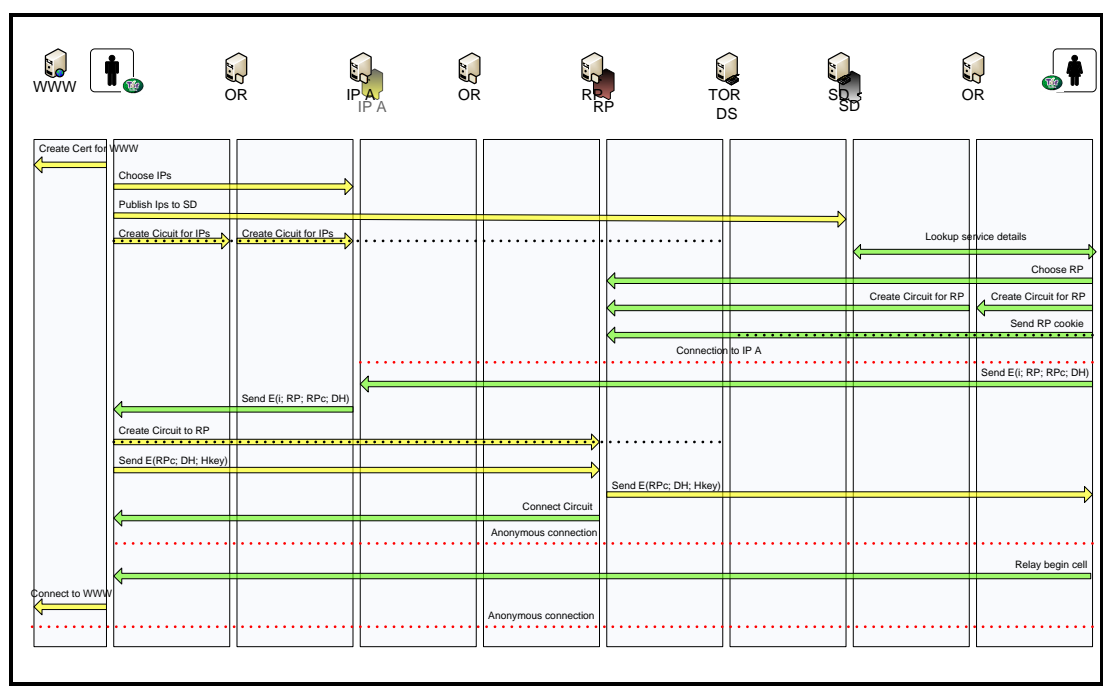 WWW
OR
IP A
IP A
OR
RP
RP
TOR
DS
SD
SD
OR
Create Cert for WWW
Choose IPs
Publish Ips to SD
Create Cicuit for IPs
Create Cicuit for IPs
Lookup service details
Choose RP
Create Circuit for RP
Create Circuit for RP
Send RP cookie
Connection to IP A
Send E(i; RP; RPc; DH)
Send E(i; RP; RPc; DH)
Create Circuit to RP
Send E(RPc; DH; Hkey)
Send E(RPc; DH; Hkey)
Connect Circuit
Anonymous connection
Relay begin cell
Connect to WWW
Anonymous connection